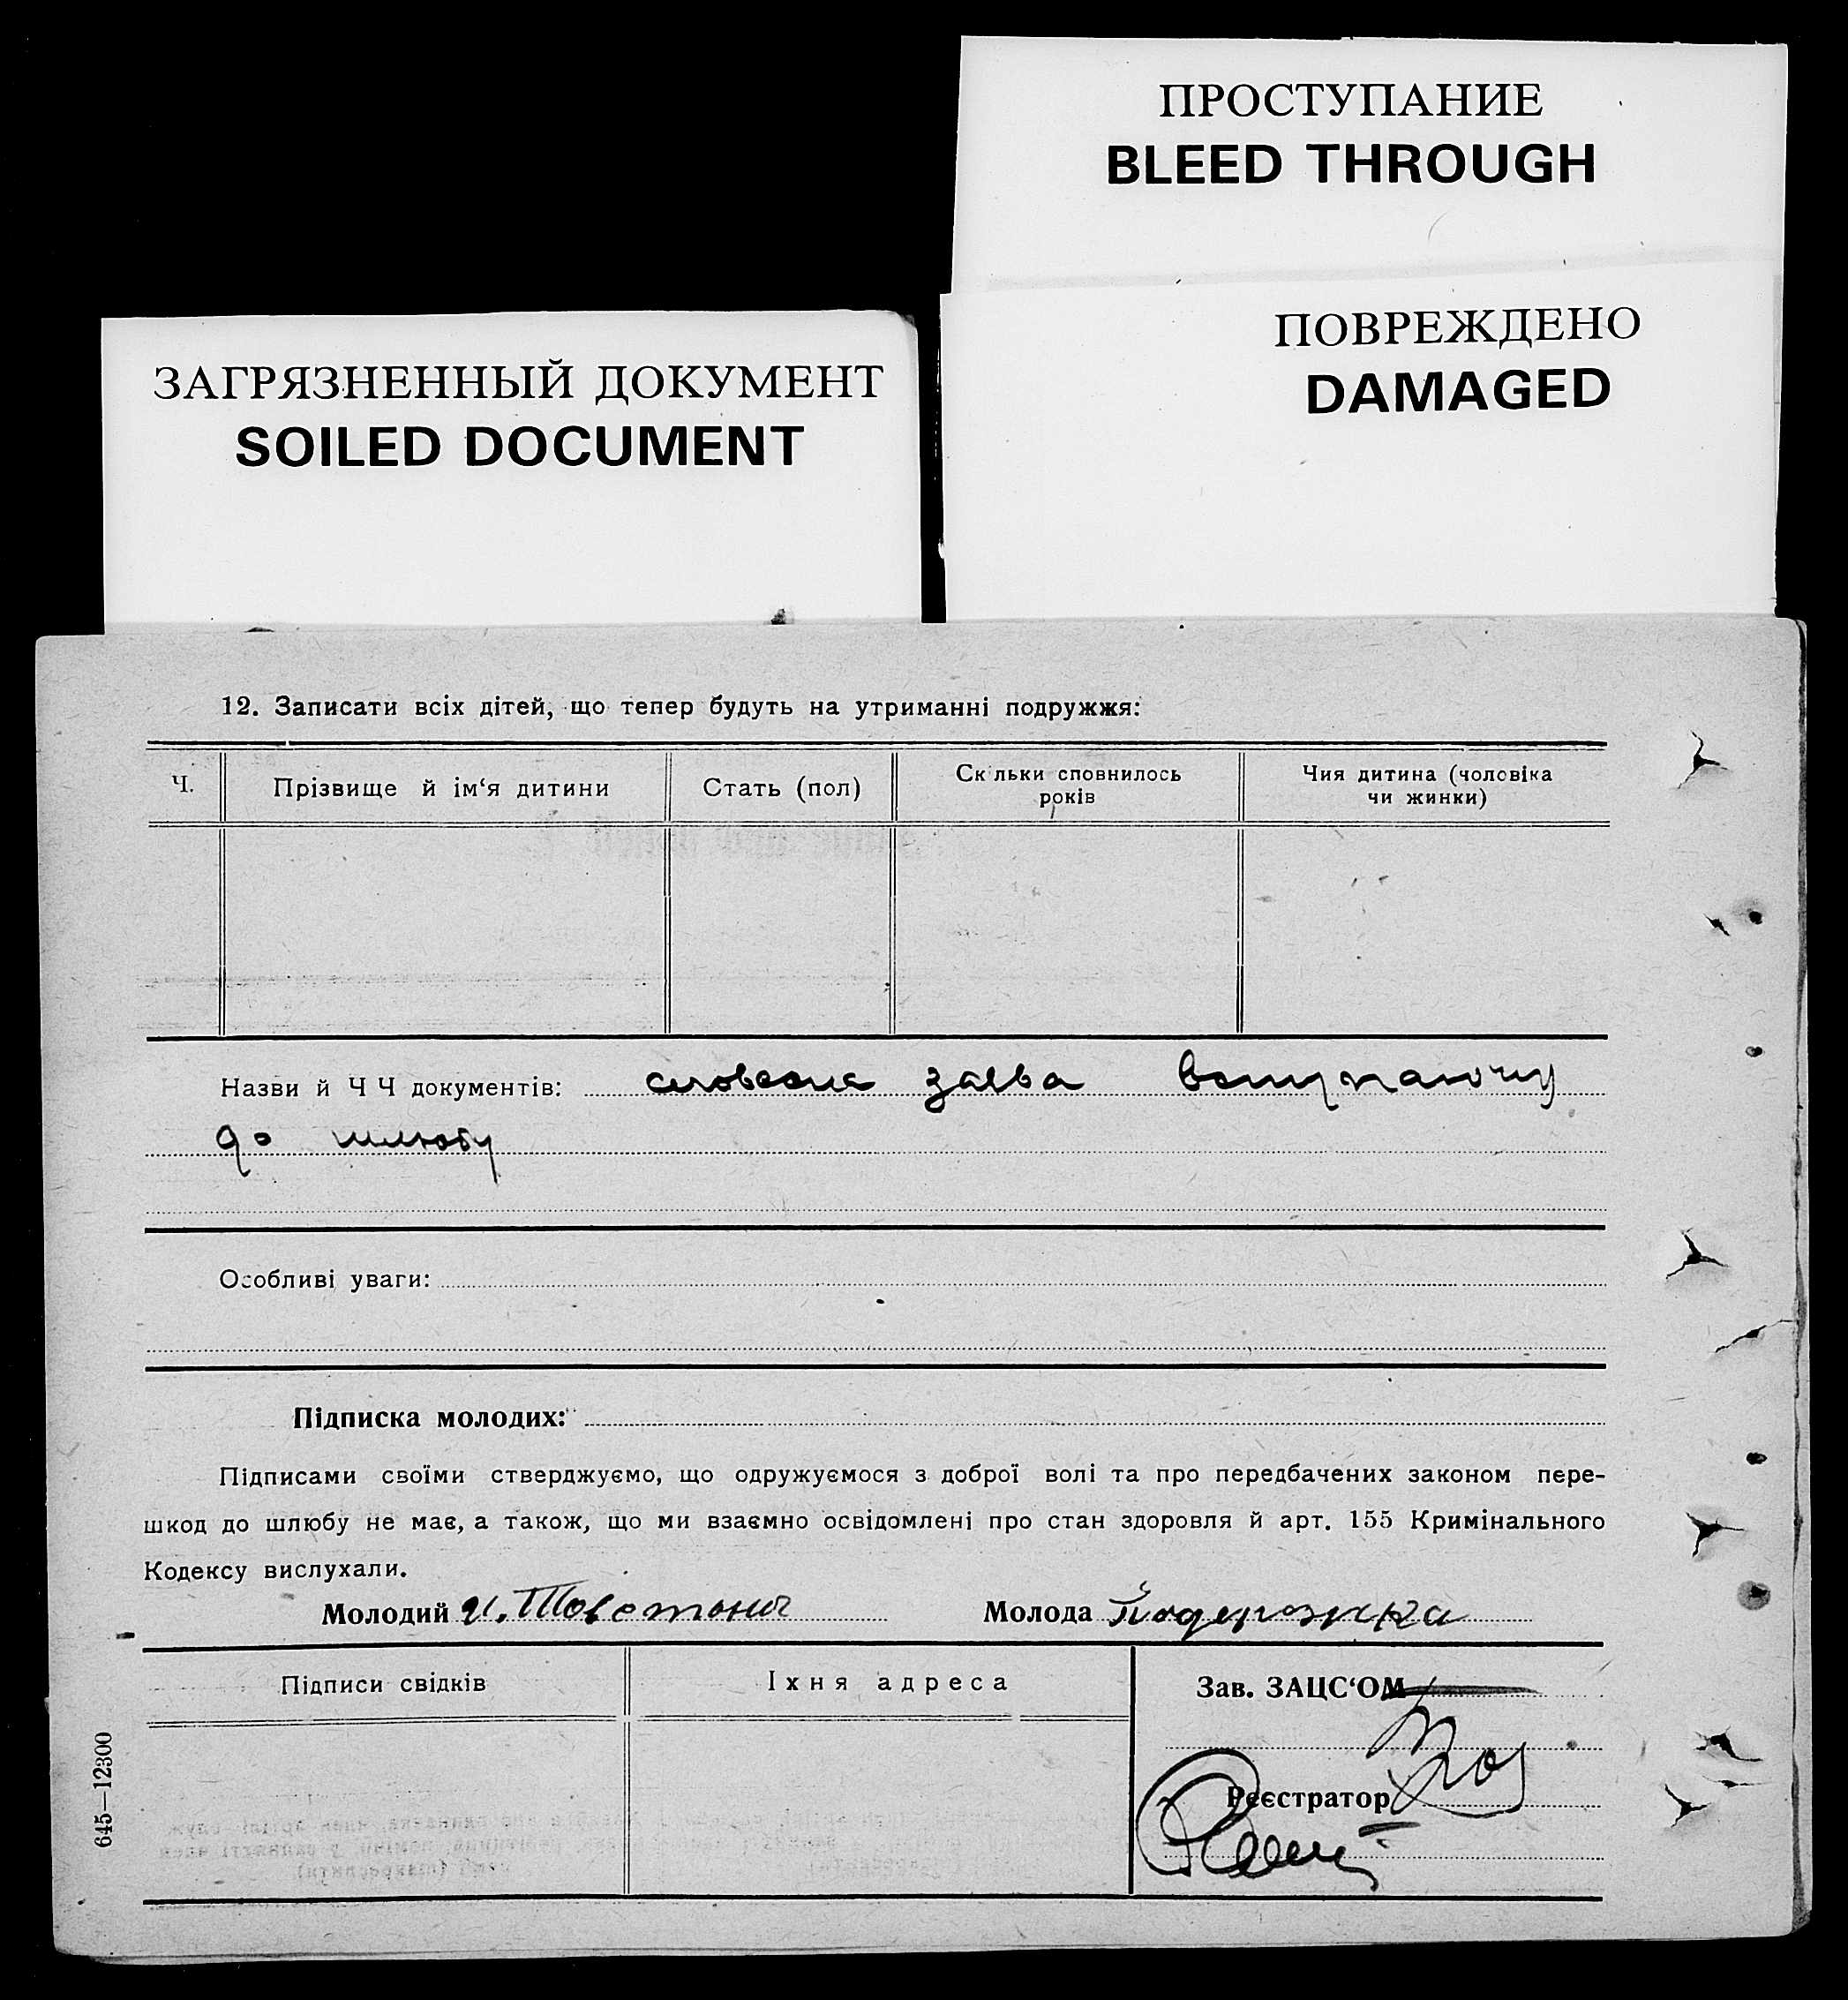 ПРОСТУПАНИЕ
BLEED THROUGH
ПОВРЕЖДЕНО
DAMAGED
ЗАГРЯЗНЕННЫЙ ДОКУМЕНТ
SOILED DOCUMENT
12. Записати всіх дітей, що тепер будуть на утриманні подружжя:
Ч. Прізвище й ім‘я дитини Стать (пол) Скільки сповнилось років Чия дитина (чоловіка чи жинки)
Назви й Ч Ч документів: словесна заява вступаючу
до шлюбу
Особливі уваги:
Підписка молодих:
Підписами своїми стверджуємо, що одружуємося з доброї волі та про передбачених законом пере-
шкод до шлюбу не має, а також, що ми взаємно освідомлені про стан здоровля й арт. 155 Кримінального
Кодексу вислухали.
Молодий Молода
Підписи свідків Їхня адреса Зав. ЗАЦС‘ОМ
Реєстратор
645—12300